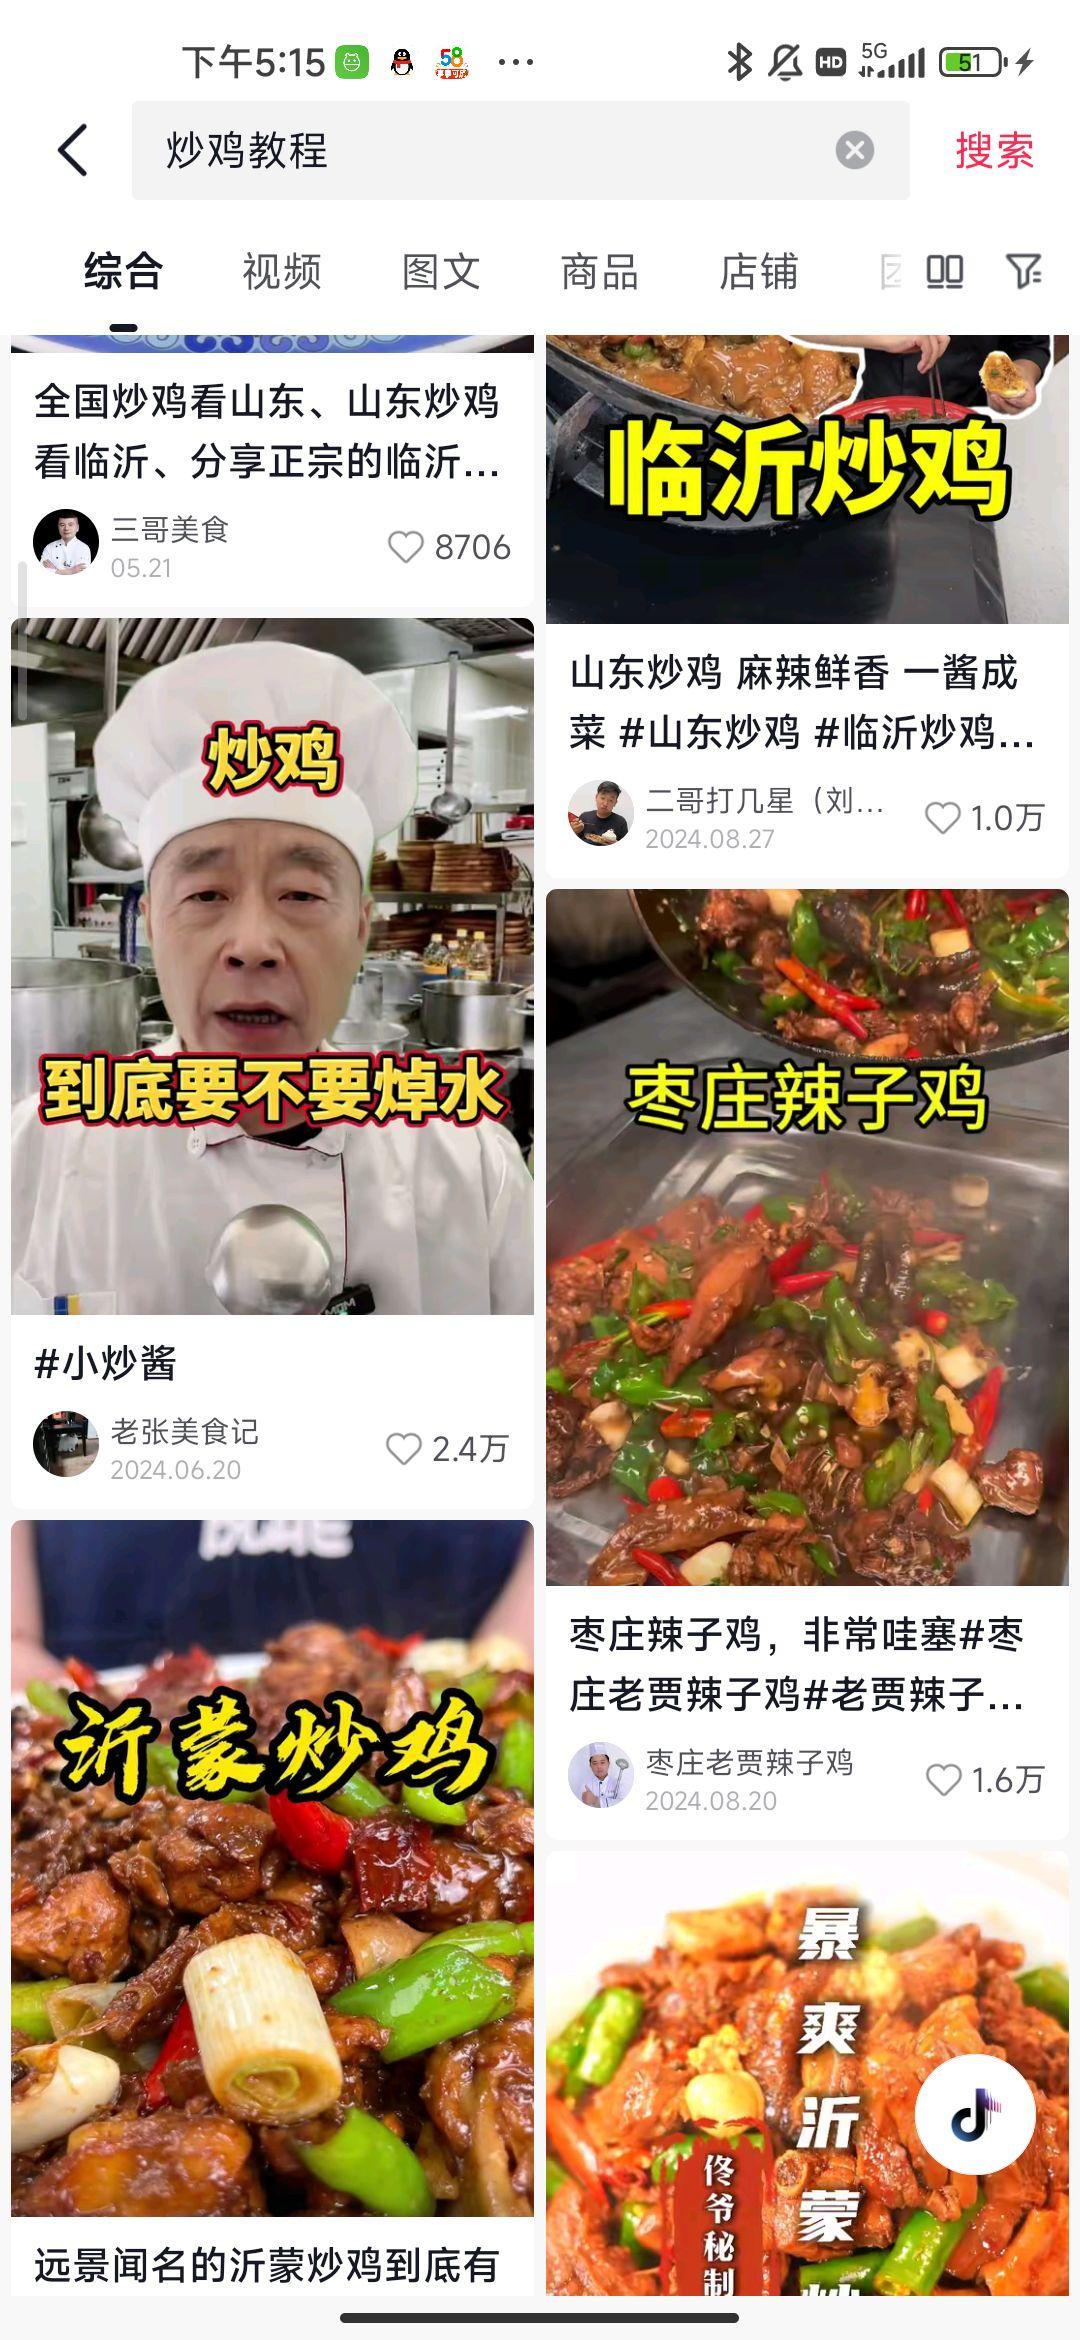 下午5:15
58
HD
5G
51
炒鸡教程
搜索
综合
视频
图文
商品
店铺
全国炒鸡看山东、山东炒鸡
看临沂、分享正宗的临沂...
三哥美食
05.21
8706
炒鸡
到底要不要焯水
#小炒酱
老张美食记
2024.06.20
2.4万
沂蒙炒鸡
远景闻名的沂蒙炒鸡到底有
临沂炒鸡
山东炒鸡 麻辣鲜香 一酱成
菜 #山东炒鸡 #临沂炒鸡...
二哥打几星（刘...
2024.08.27
1.0万
枣庄辣子鸡
枣庄辣子鸡，非常哇塞#枣
庄老贾辣子鸡#老贾辣子...
枣庄老贾辣子鸡
2024.08.20
1.6万
暴爽沂蒙
佟爷秘制